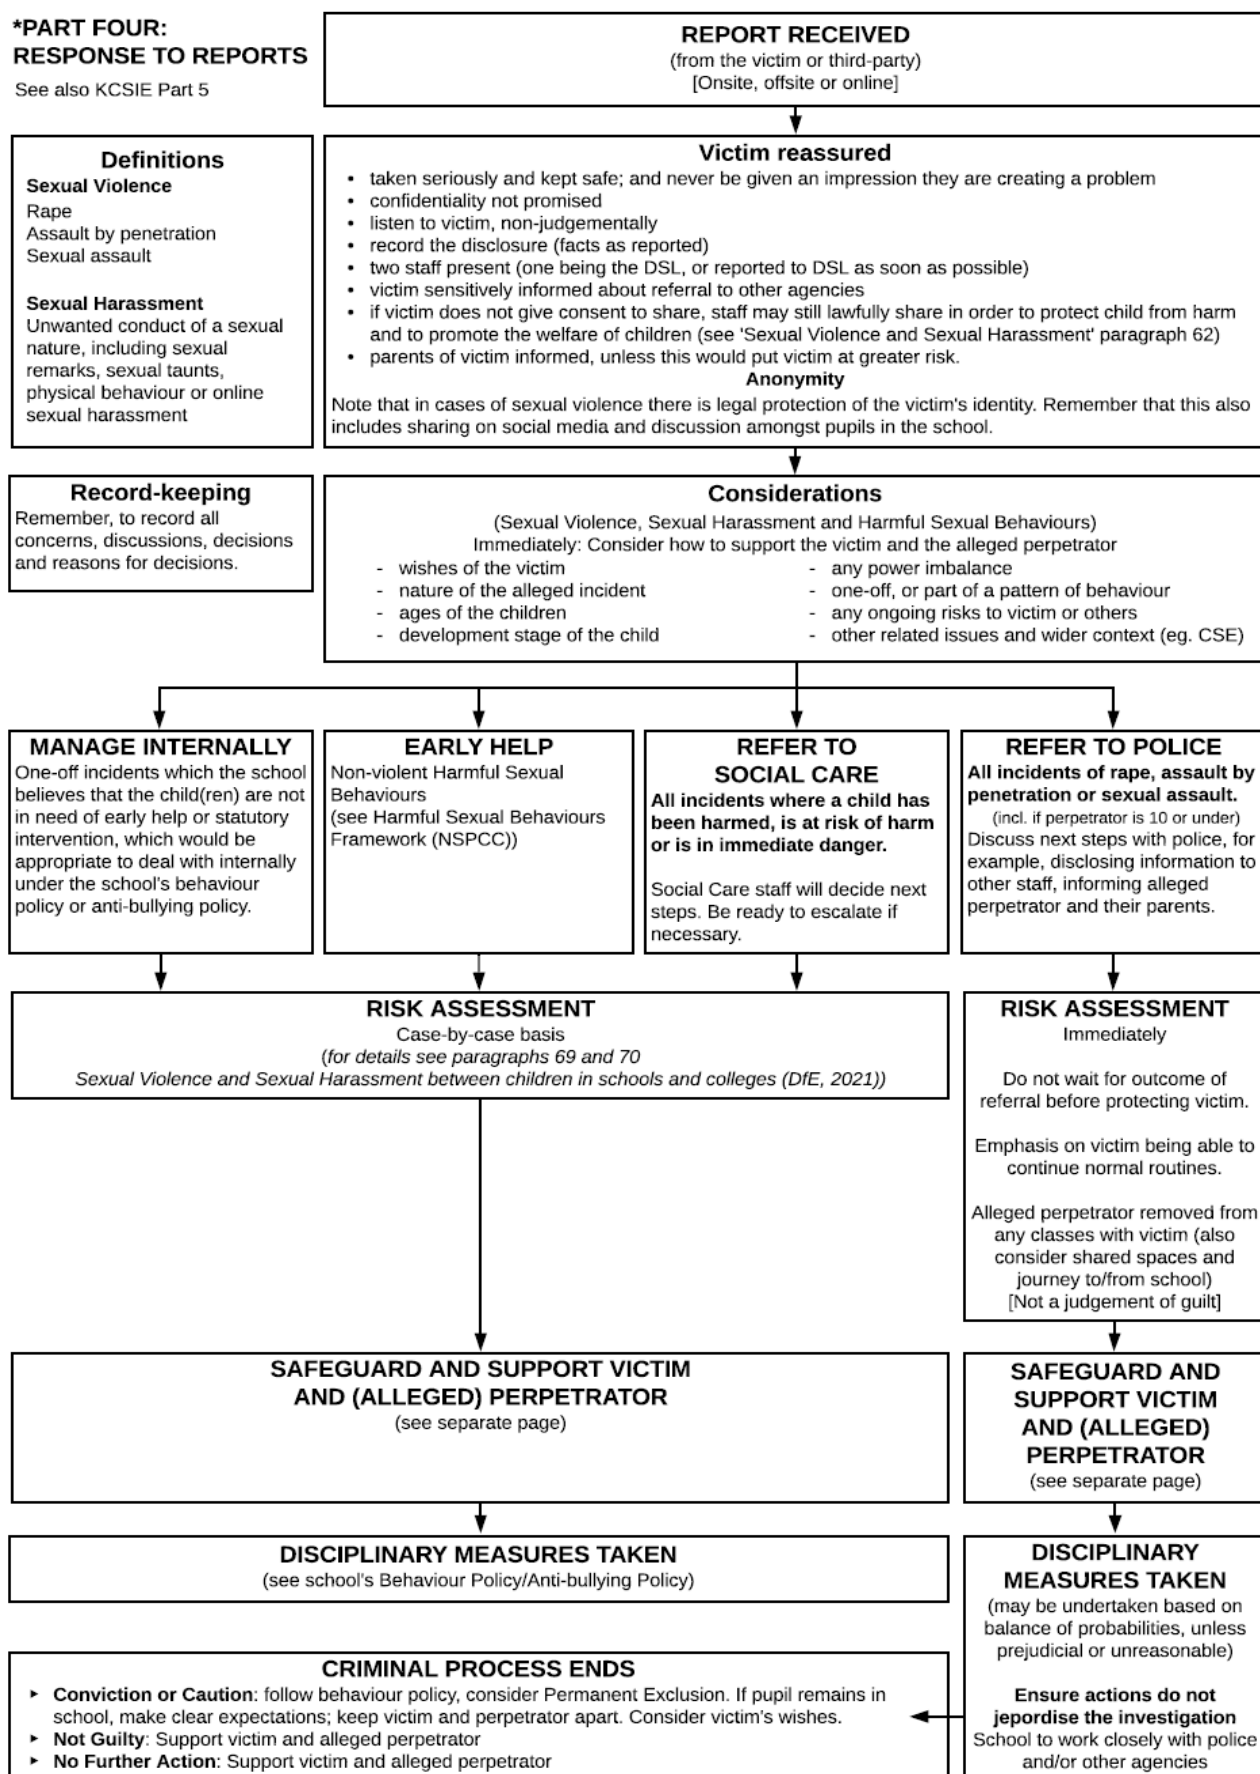 *PART FOUR:
RESPONSE TO REPORTS
See also KCSIE Part 5
REPORT RECEIVED
(from the victim or third-party)
[Onsite, offsite or online]
Definitions
Sexual Violence
Rape
Assault by penetration
Sexual assault
Sexual Harassment
Unwanted conduct of a sexual
nature, including sexual
remarks, sexual taunts,
physical behaviour or online
sexual harassment
Victim reassured
• taken seriously and kept safe; and never be given an impression they are creating a problem
• confidentiality not promised
• listen to victim, non-judgementally
• record the disclosure (facts as reported)
• two staff present (one being the DSL, or reported to DSL as soon as possible)
• victim sensitively informed about referral to other agencies
• if victim does not give consent to share, staff may still lawfully share in order to protect child from harm
and to promote the welfare of children (see 'Sexual Violence and Sexual Harassment' paragraph 62)
• parents of victim informed, unless this would put victim at greater risk.
Anonymity
Note that in cases of sexual violence there is legal protection of the victim's identity. Remember that this also
includes sharing on social media and discussion amongst pupils in the school.
Record-keeping
Remember, to record all
concerns, discussions, decisions
and reasons for decisions.
Considerations
(Sexual Violence, Sexual Harassment and Harmful Sexual Behaviours)
Immediately: Consider how to support the victim and the alleged perpetrator
- wishes of the victim
- nature of the alleged incident
- ages of the children
- development stage of the child
- any power imbalance
- one-off, or part of a pattern of behaviour
- any ongoing risks to victim or others
- other related issues and wider context (eg. CSE)
MANAGE INTERNALLY
One-off incidents which the school
believes that the child(ren) are not
in need of early help or statutory
intervention, which would be
appropriate to deal with internally
under the school's behaviour
policy or anti-bullying policy.
EARLY HELP
Non-violent Harmful Sexual
Behaviours
(see Harmful Sexual Behaviours
Framework (NSPCC))
REFER TO
SOCIAL CARE
All incidents where a child has
been harmed, is at risk of harm
or is in immediate danger.
Social Care staff will decide next
steps. Be ready to escalate if
necessary.
REFER TO POLICE
All incidents of rape, assault by
penetration or sexual assault.
(incl. if perpetrator is 10 or under)
Discuss next steps with police, for
example, disclosing information to
other staff, informing alleged
perpetrator and their parents.
RISK ASSESSMENT
Case-by-case basis
(for details see paragraphs 69 and 70
Sexual Violence and Sexual Harassment between children in schools and colleges (DfE, 2021))
RISK ASSESSMENT
Immediately
Do not wait for outcome of
referral before protecting victim.
Emphasis on victim being able to
continue normal routines.
Alleged perpetrator removed from
any classes with victim (also
consider shared spaces and
journey to/from school)
[Not a judgement of guilt]
SAFEGUARD AND SUPPORT VICTIM
AND (ALLEGED) PERPETRATOR
(see separate page)
SAFEGUARD AND
SUPPORT VICTIM
AND (ALLEGED)
PERPETRATOR
(see separate page)
DISCIPLINARY MEASURES TAKEN
(see school's Behaviour Policy/Anti-bullying Policy)
DISCIPLINARY
MEASURES TAKEN
(may be undertaken based on
balance of probabilities, unless
prejudicial or unreasonable)
Ensure actions do not
jepordise the investigation
School to work closely with police
and/or other agencies
CRIMINAL PROCESS ENDS
▸ Conviction or Caution: follow behaviour policy, consider Permanent Exclusion. If pupil remains in
school, make clear expectations; keep victim and perpetrator apart. Consider victim's wishes.
▸ Not Guilty: Support victim and alleged perpetrator
▸ No Further Action: Support victim and alleged perpetrator